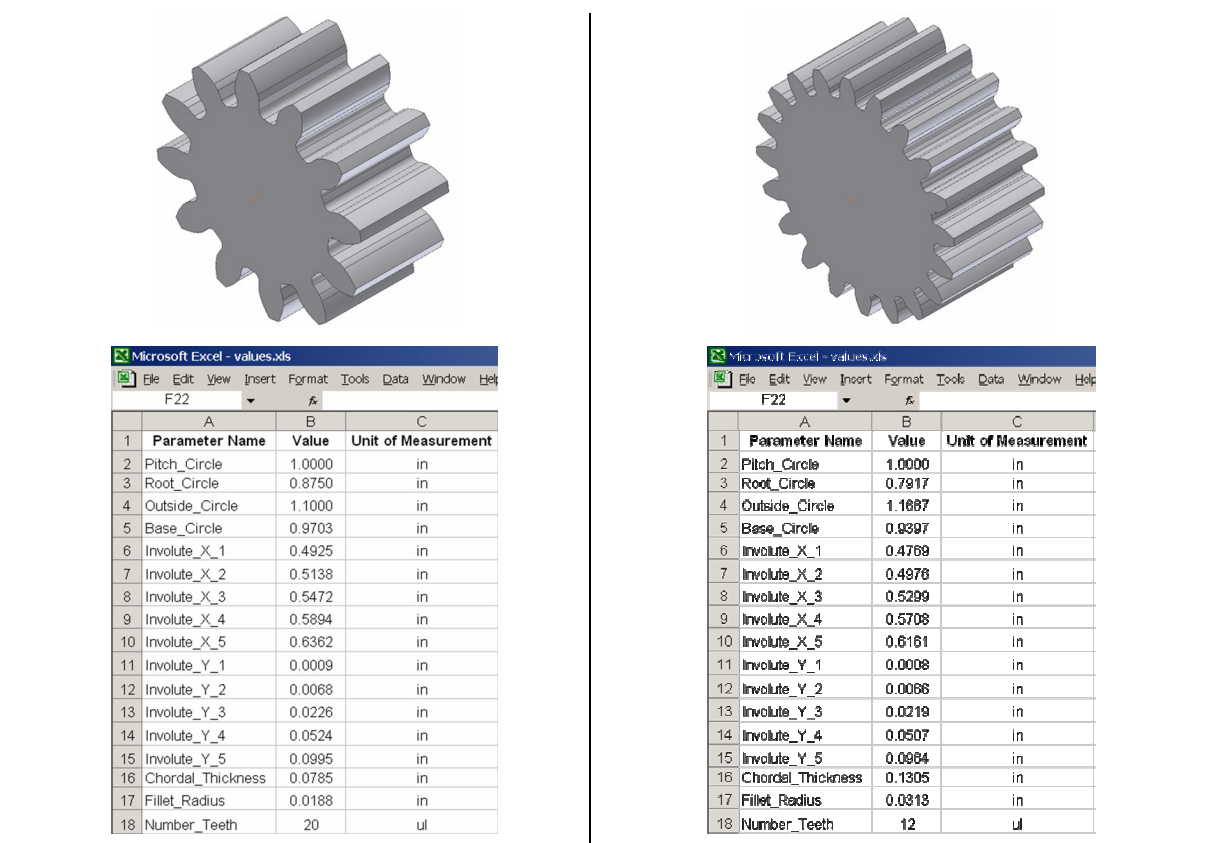 Microsoft Excel - values.xls
File Edit View Insert Format Tools Data Window Help
F22 fx
A B C
1 Parameter Name Value Unit of Measurement
2 Pitch_Circle 1.0000 in
3 Root_Circle 0.8750 in
4 Outside_Circle 1.1000 in
5 Base_Circle 0.9703 in
6 Involute_X_1 0.4925 in
7 Involute_X_2 0.5138 in
8 Involute_X_3 0.5472 in
9 Involute_X_4 0.5894 in
10 Involute_X_5 0.6362 in
11 Involute_Y_1 0.0009 in
12 Involute_Y_2 0.0068 in
13 Involute_Y_3 0.0226 in
14 Involute_Y_4 0.0524 in
15 Involute_Y_5 0.0995 in
16 Chordal_Thickness 0.0785 in
17 Fillet_Radius 0.0188 in
18 Number_Teeth 20 ul
Microsoft Excel - values.xls
File Edit View Insert Format Tools Data Window Help
F22 fx
A B C
1 Parameter Name Value Unit of Measurement
2 Pitch_Circle 1.0000 in
3 Root_Circle 0.7917 in
4 Outside_Circle 1.1667 in
5 Base_Circle 0.9397 in
6 Involute_X_1 0.4769 in
7 Involute_X_2 0.4976 in
8 Involute_X_3 0.5299 in
9 Involute_X_4 0.5708 in
10 Involute_X_5 0.6161 in
11 Involute_Y_1 0.0008 in
12 Involute_Y_2 0.0066 in
13 Involute_Y_3 0.0219 in
14 Involute_Y_4 0.0507 in
15 Involute_Y_5 0.0964 in
16 Chordal_Thickness 0.1305 in
17 Fillet_Radius 0.0313 in
18 Number_Teeth 12 ul